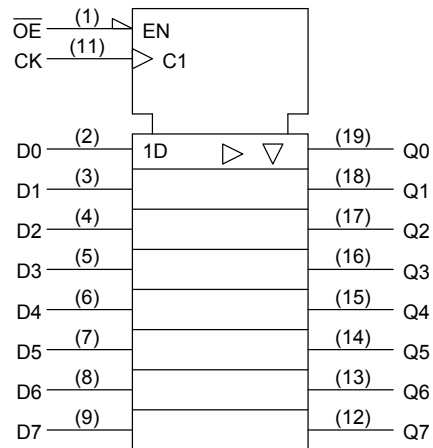 O̅E̅ (1) EN
CK (11) C1
D0 (2) 1D (19) Q0
D1 (3) (18) Q1
D2 (4) (17) Q2
D3 (5) (16) Q3
D4 (6) (15) Q4
D5 (7) (14) Q5
D6 (8) (13) Q6
D7 (9) (12) Q7